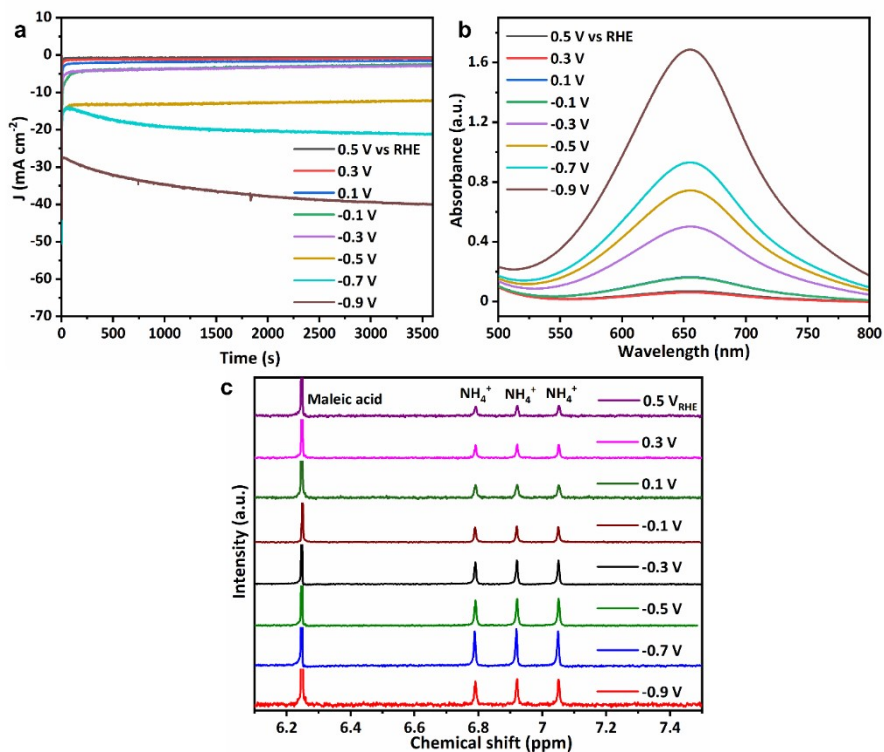 a
10
0
-10
-20
-30
-40
-50
-60
-70
J (mA cm⁻²)
0.5 V vs RHE
0.3 V
0.1 V
-0.1 V
-0.3 V
-0.5 V
-0.7 V
-0.9 V
0 500 1000 1500 2000 2500 3000 3500
Time (s)
b
1.6
1.2
0.8
0.4
0
Absorbance (a.u.)
0.5 V vs RHE
0.3 V
0.1 V
-0.1 V
-0.3 V
-0.5 V
-0.7 V
-0.9 V
500 550 600 650 700 750 800
Wavelength (nm)
c
Intensity (a.u.)
Maleic acid
NH₄⁺ NH₄⁺ NH₄⁺
0.5 V_RHE
0.3 V
0.1 V
-0.1 V
-0.3 V
-0.5 V
-0.7 V
-0.9 V
6.2 6.4 6.6 6.8 7 7.2 7.4
Chemical shift (ppm)